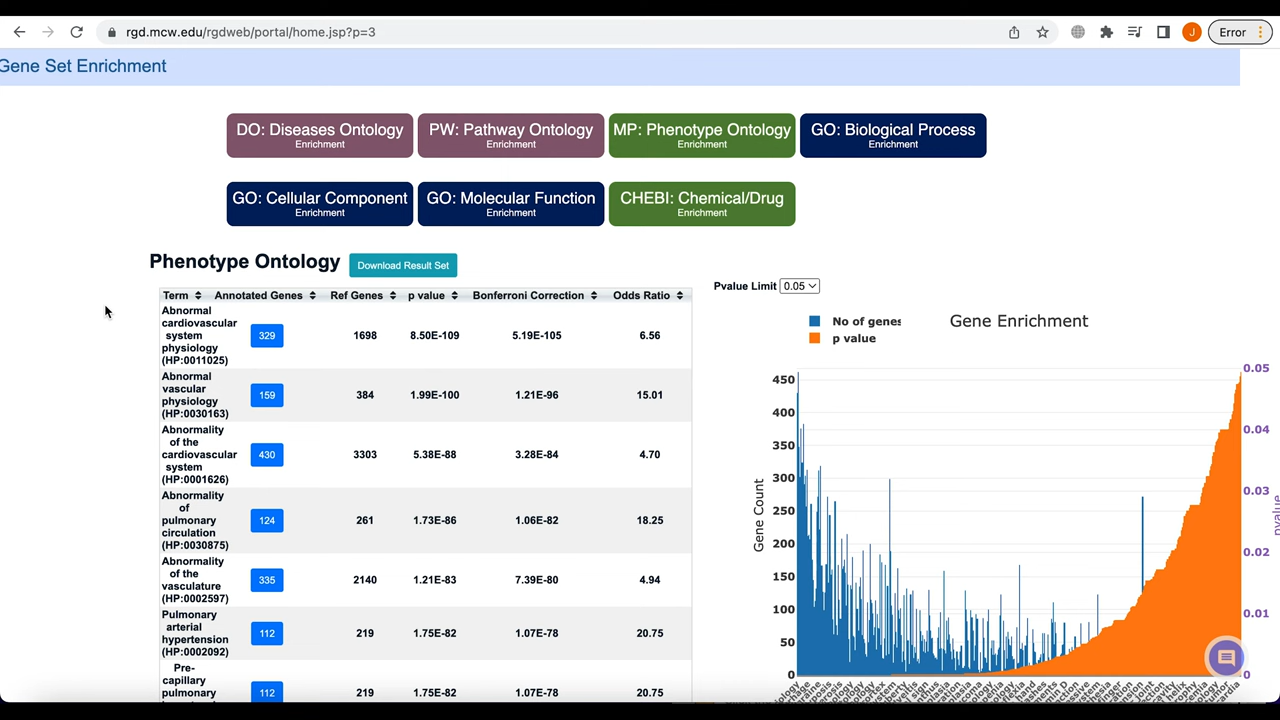 rgd.mcw.edu/rgdweb/portal/home.jsp?p=3
J
Error
Gene Set Enrichment
DO: Diseases Ontology
Enrichment
PW: Pathway Ontology
Enrichment
MP: Phenotype Ontology
Enrichment
GO: Biological Process
Enrichment
GO: Cellular Component
Enrichment
GO: Molecular Function
Enrichment
CHEBI: Chemical/Drug
Enrichment
Phenotype Ontology
Download Result Set
Term Annotated Genes Ref Genes p value Bonferroni Correction Odds Ratio
Abnormal
cardiovascular
system
physiology
(HP:0011025)
329 1698 8.50E-109 5.19E-105 6.56
Abnormal
vascular
physiology
(HP:0030163)
159 384 1.99E-100 1.21E-96 15.01
Abnormality
of the
cardiovascular
system
(HP:0001626)
430 3303 5.38E-88 3.28E-84 4.70
Abnormality
of
pulmonary
circulation
(HP:0030875)
124 261 1.73E-86 1.06E-82 18.25
Abnormality
of the
vasculature
(HP:0002597)
335 2140 1.21E-83 7.39E-80 4.94
Pulmonary
arterial
hypertension
(HP:0002092)
112 219 1.75E-82 1.07E-78 20.75
Pre-
capillary
pulmonary
112 219 1.75E-82 1.07E-78 20.75
Pvalue Limit 0.05
No of genes
p value
Gene Enrichment
Gene Count
450
400
350
300
250
200
150
100
50
0
0.05
0.04
0.03
0.02
0.01
0
pvalue